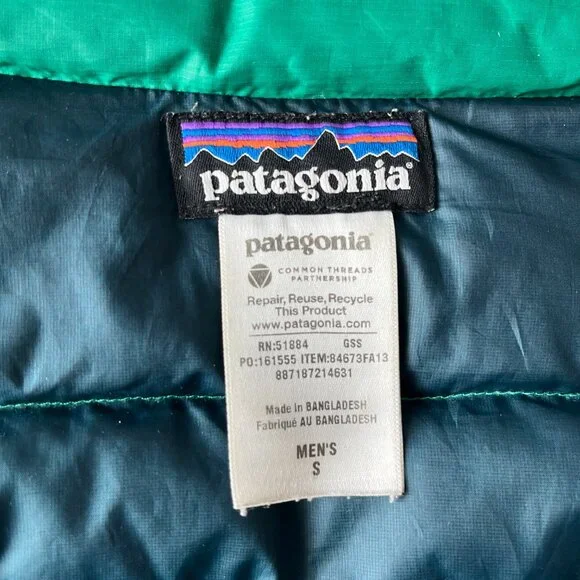 patagonia®
patagonia®
COMMON THREADS
PARTNERSHIP
Repair, Reuse, Recycle
This Product
www.patagonia.com
RN:51884 GSS
PO:161555 ITEM:84673FA13
887187214631
Made in BANGLADESH
Fabriqué AU BANGLADESH
MEN'S
S